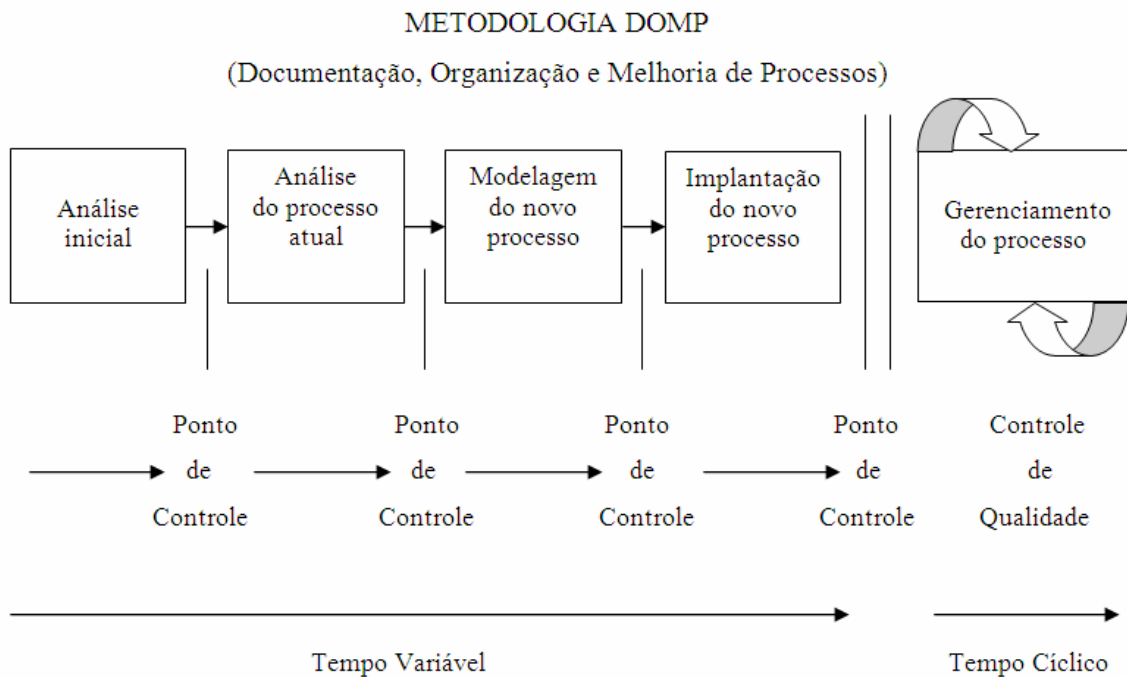 METODOLOGIA DOMP
(Documentação, Organização e Melhoria de Processos)
Análise
inicial
Análise
do processo
atual
Modelagem
do novo
processo
Implantação
do novo
processo
Gerenciamento
do processo
Ponto
de
Controle
Ponto
de
Controle
Ponto
de
Controle
Ponto
de
Controle
Controle
de
Qualidade
Tempo Variável
Tempo Cíclico